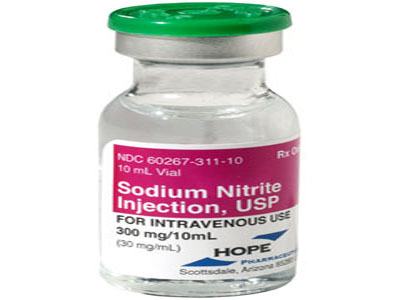 NDC 60267-311-10
Rx
10 mL Vial
Sodium Nitrite
Injection, USP
FOR INTRAVENOUS USE
300 mg/10mL
(30 mg/mL)
HOPE
Scottsdale, Arizona